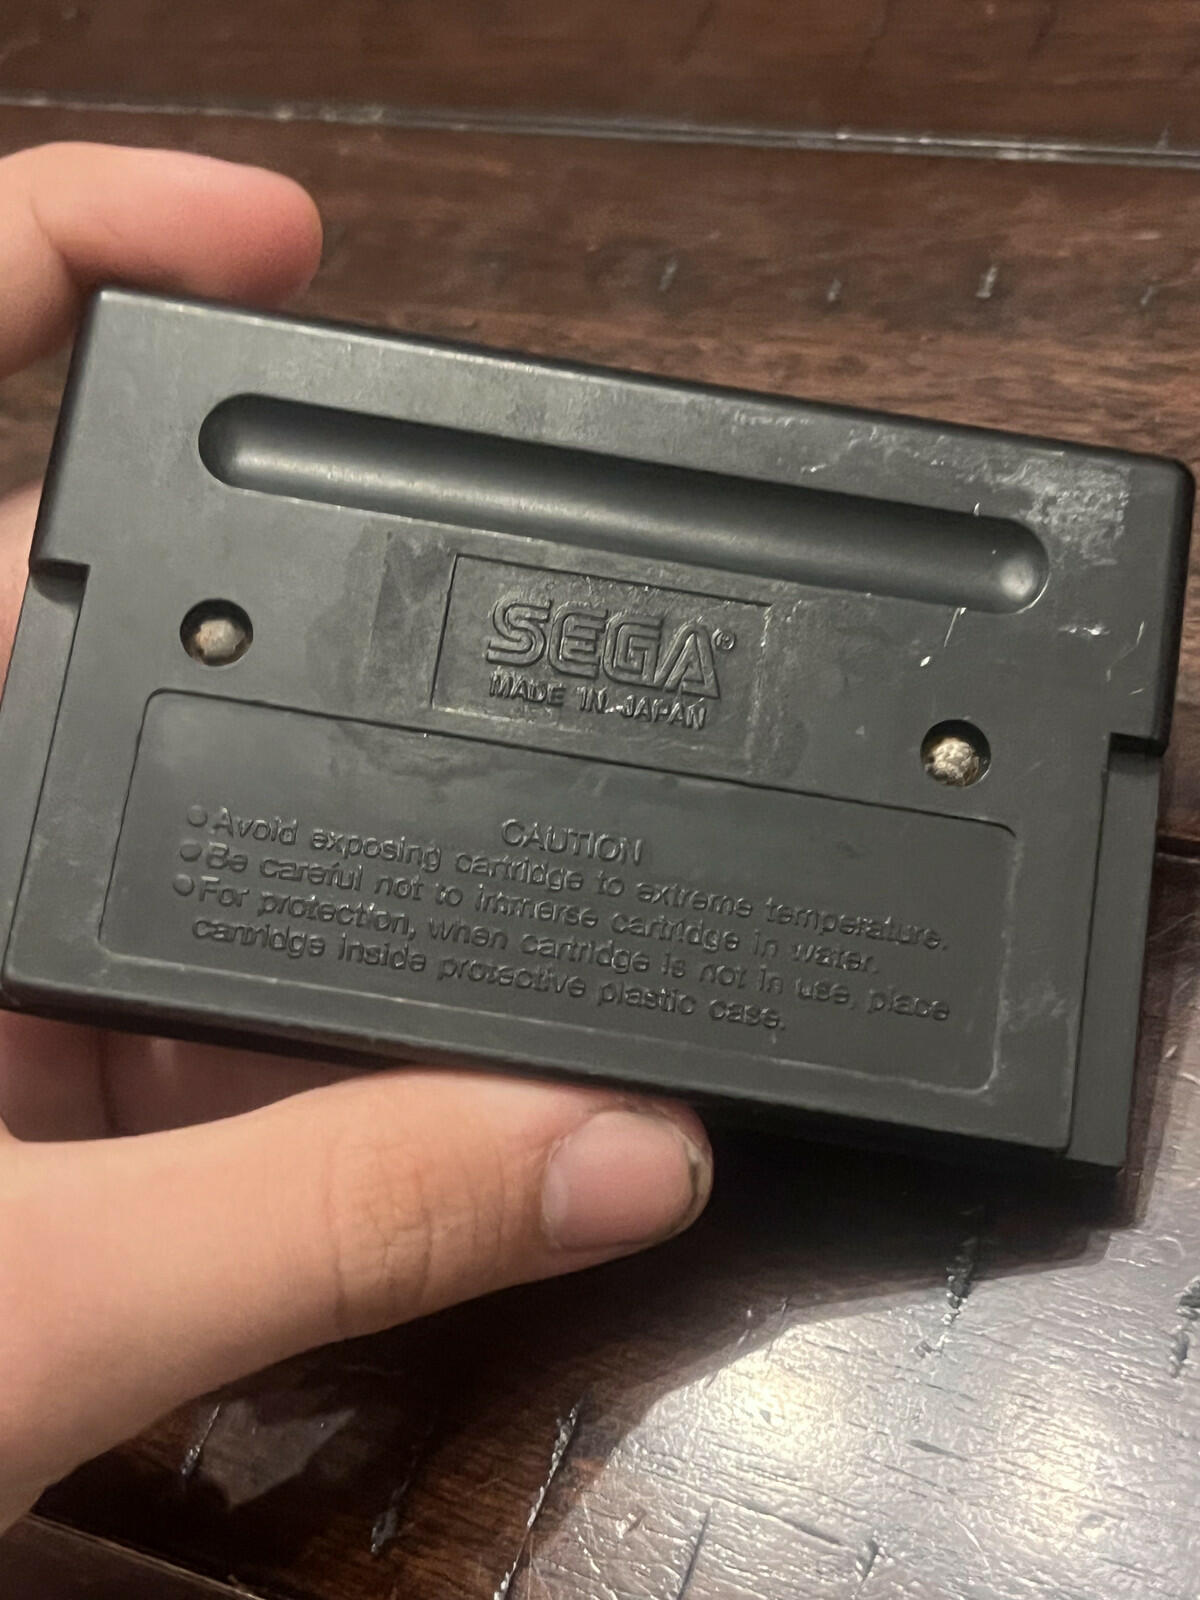 SEGA®
MADE IN JAPAN
CAUTION
●Avoid exposing cartridge to extreme temperature.
●Be careful not to immerse cartridge in water.
●For protection, when cartridge is not in use, place
cartridge inside protective plastic case.